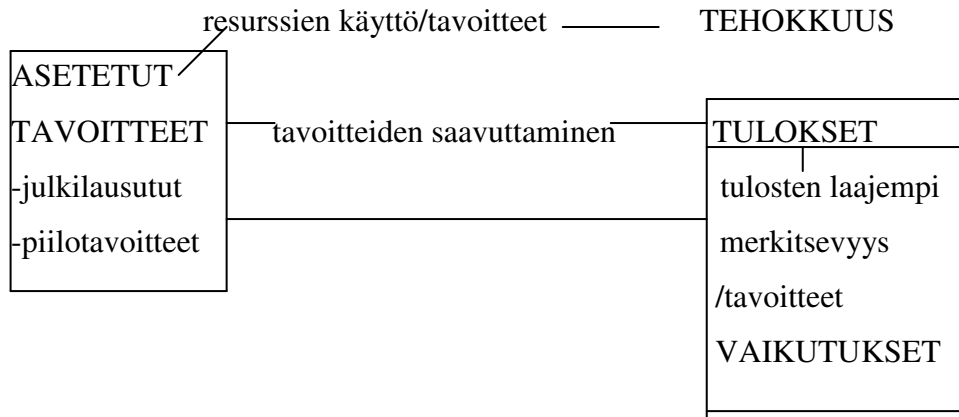 resurssien käyttö/tavoitteet TEHOKKUUS
ASETETUT
TAVOITTEET tavoitteiden saavuttaminen TULOKSET
-julkilausutut tulosten laajempi
-piilotavoitteet merkitsevyys
/tavoitteet
VAIKUTUKSET